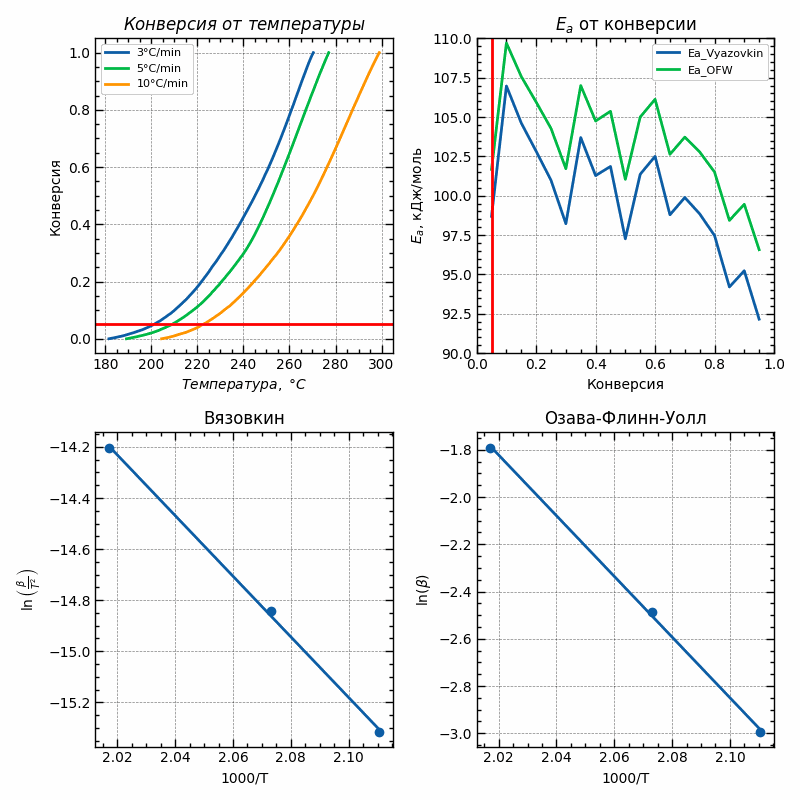 Конверсия от температуры
1.0
0.8
0.6
0.4
0.2
0.0
Конверсия
3°C/min
5°C/min
10°C/min
180 200 220 240 260 280 300
Температура, °C
E_a от конверсии
110.0
107.5
105.0
102.5
100.0
97.5
95.0
92.5
90.0
E_a, кДж/моль
Ea_Vyazovkin
Ea_OFW
0.0 0.2 0.4 0.6 0.8 1.0
Конверсия
Вязовкин
−14.2
−14.4
−14.6
−14.8
−15.0
−15.2
ln (β/T²)
2.02 2.04 2.06 2.08 2.10
1000/T
Озава-Флинн-Уолл
−1.8
−2.0
−2.2
−2.4
−2.6
−2.8
−3.0
ln(β)
2.02 2.04 2.06 2.08 2.10
1000/T